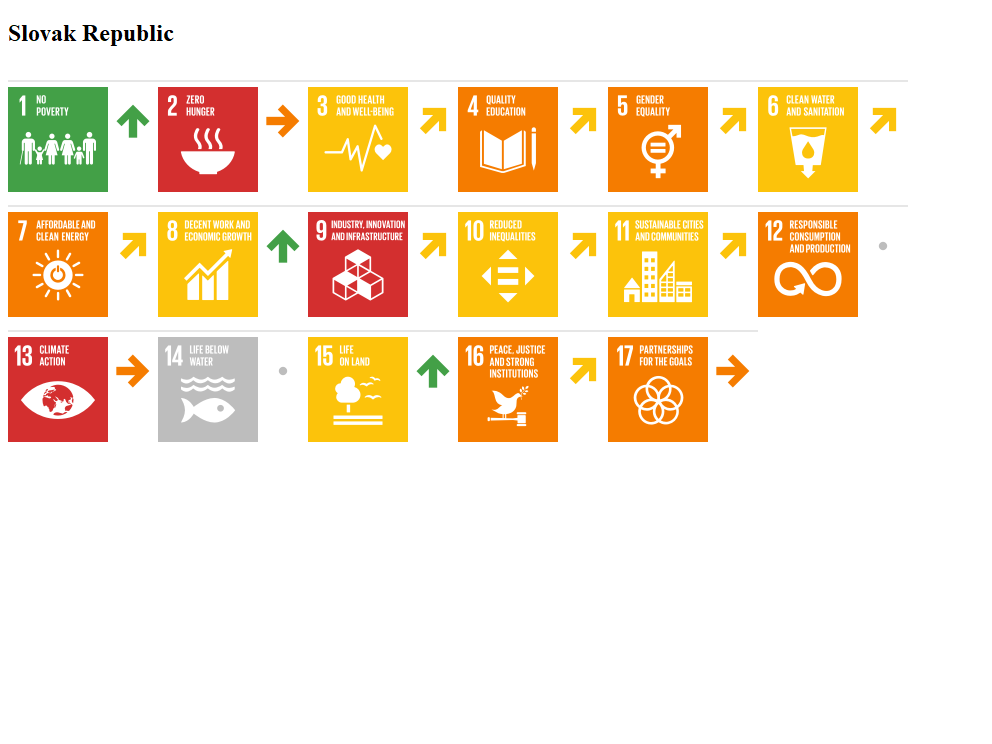 Slovak Republic
1 NO
POVERTY
2 ZERO
HUNGER
3 GOOD HEALTH
AND WELL-BEING
4 QUALITY
EDUCATION
5 GENDER
EQUALITY
6 CLEAN WATER
AND SANITATION
7 AFFORDABLE AND
CLEAN ENERGY
8 DECENT WORK AND
ECONOMIC GROWTH
9 INDUSTRY, INNOVATION
AND INFRASTRUCTURE
10 REDUCED
INEQUALITIES
11 SUSTAINABLE CITIES
AND COMMUNITIES
12 RESPONSIBLE
CONSUMPTION
AND PRODUCTION
13 CLIMATE
ACTION
14 LIFE BELOW
WATER
15 LIFE
ON LAND
16 PEACE, JUSTICE
AND STRONG
INSTITUTIONS
17 PARTNERSHIPS
FOR THE GOALS